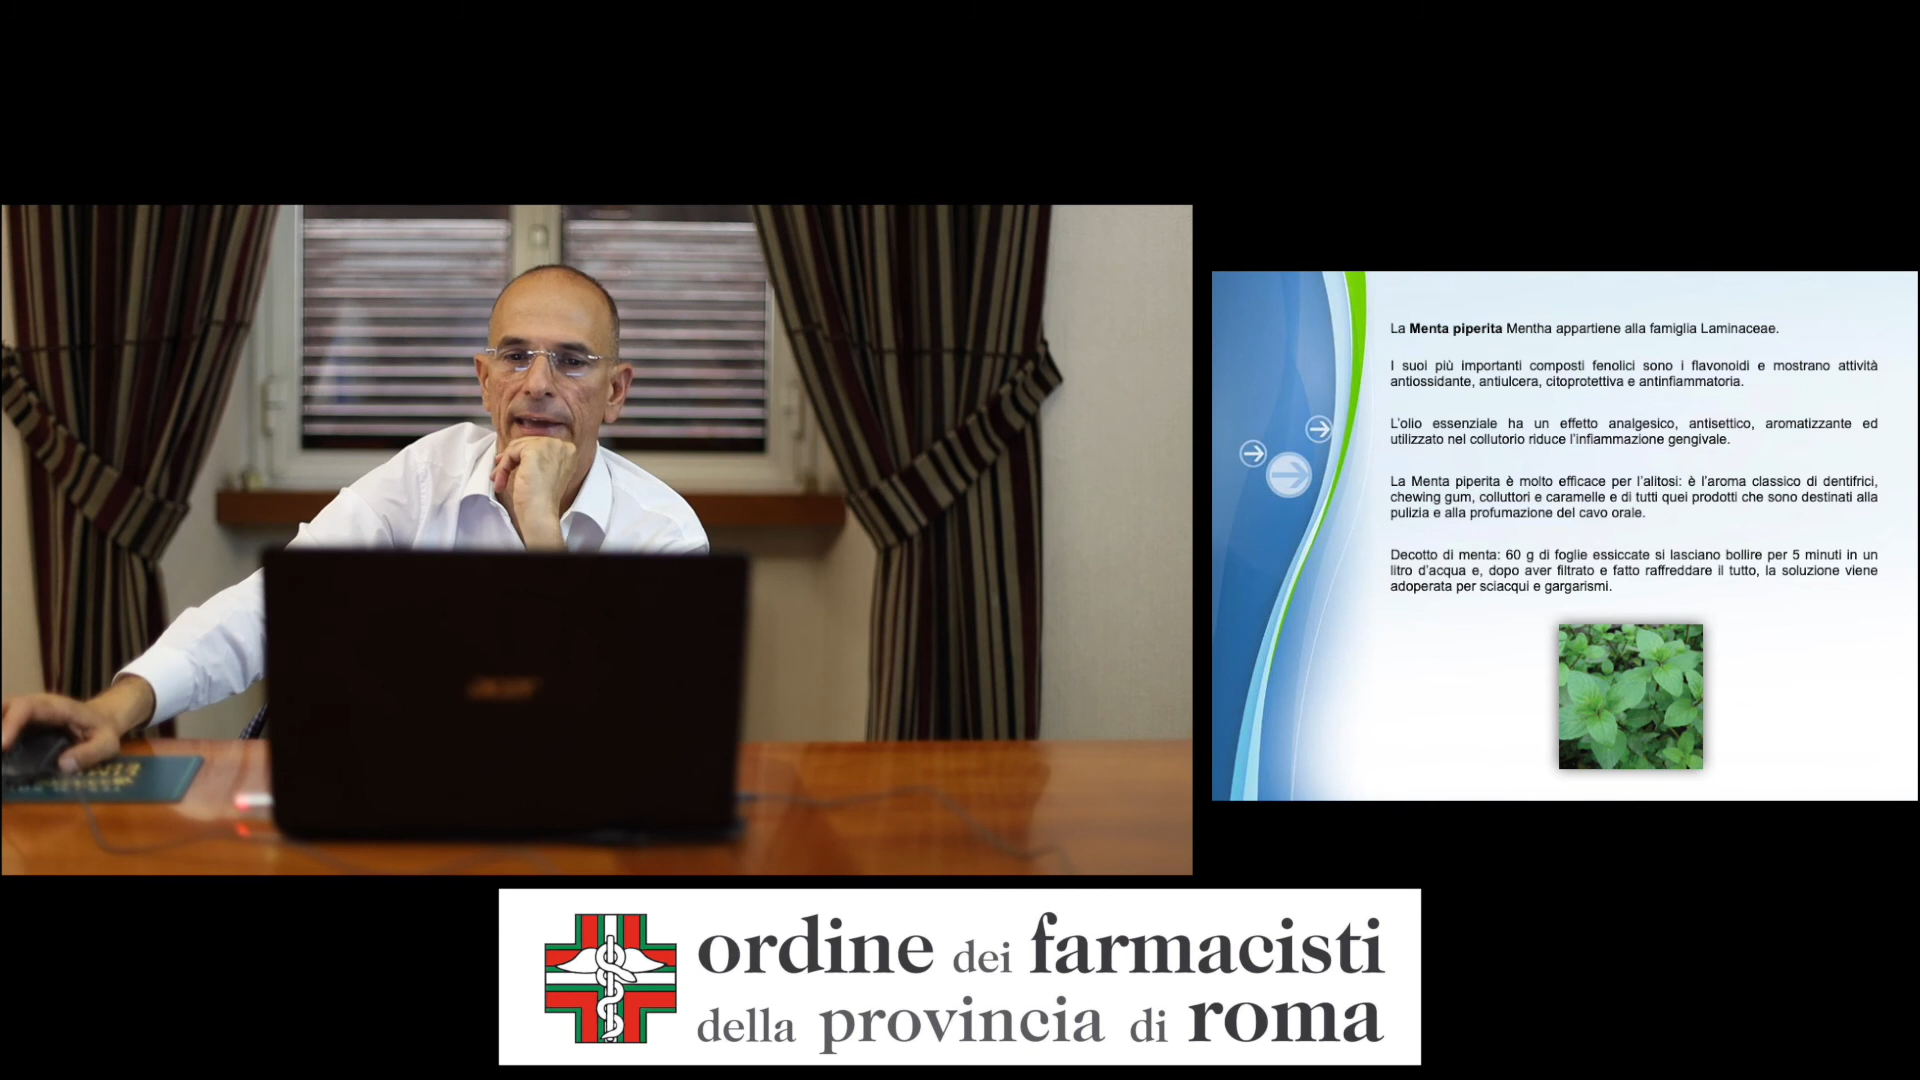 La Menta piperita Mentha appartiene alla famiglia Laminaceae.
I suoi più importanti composti fenolici sono i flavonoidi e mostrano attività
antiossidante, antiulcera, citoprotettiva e antinfiammatoria.
L'olio essenziale ha un effetto analgesico, antisettico, aromatizzante ed
utilizzato nel collutorio riduce l'infiammazione gengivale.
La Menta piperita è molto efficace per l'alitosi: è l'aroma classico di dentifrici,
chewing gum, colluttori e caramelle e di tutti quei prodotti che sono destinati alla
pulizia e alla profumazione del cavo orale.
Decotto di menta: 60 g di foglie essiccate si lasciano bollire per 5 minuti in un
litro d'acqua e, dopo aver filtrato e fatto raffreddare il tutto, la soluzione viene
adoperata per sciacqui e gargarismi.
acer
ordine dei farmacisti
della provincia di roma